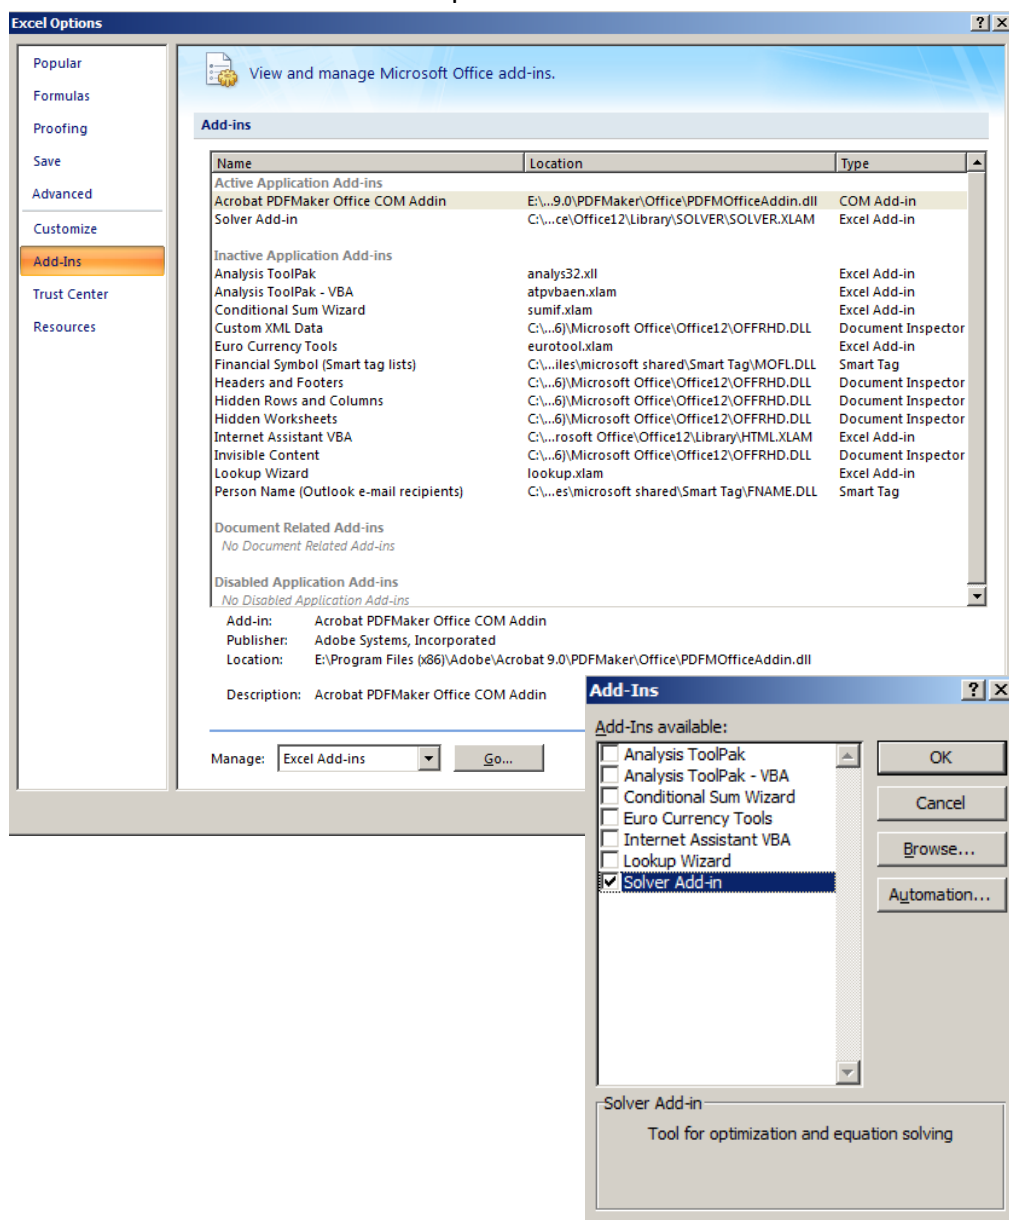 Excel Options
Popular
Formulas
Proofing
Save
Advanced
Customize
Add-Ins
Trust Center
Resources
View and manage Microsoft Office add-ins.
Add-ins
Name Location Type
Active Application Add-ins
Acrobat PDFMaker Office COM Addin E:\...9.0\PDFMaker\Office\PDFMOfficeAddin.dll COM Add-in
Solver Add-in C:\...ce\Office12\Library\SOLVER\SOLVER.XLAM Excel Add-in
Inactive Application Add-ins
Analysis ToolPak analys32.xll Excel Add-in
Analysis ToolPak - VBA atpvbaen.xlam Excel Add-in
Conditional Sum Wizard sumif.xlam Excel Add-in
Custom XML Data C:\...6)\Microsoft Office\Office12\OFFRHD.DLL Document Inspector
Euro Currency Tools eurotool.xlam Excel Add-in
Financial Symbol (Smart tag lists) C:\...iles\microsoft shared\Smart Tag\MOFL.DLL Smart Tag
Headers and Footers C:\...6)\Microsoft Office\Office12\OFFRHD.DLL Document Inspector
Hidden Rows and Columns C:\...6)\Microsoft Office\Office12\OFFRHD.DLL Document Inspector
Hidden Worksheets C:\...6)\Microsoft Office\Office12\OFFRHD.DLL Document Inspector
Internet Assistant VBA C:\...rosoft Office\Office12\Library\HTML.XLAM Excel Add-in
Invisible Content C:\...6)\Microsoft Office\Office12\OFFRHD.DLL Document Inspector
Lookup Wizard lookup.xlam Excel Add-in
Person Name (Outlook e-mail recipients) C:\...es\microsoft shared\Smart Tag\FNAME.DLL Smart Tag
Document Related Add-ins
No Document Related Add-ins
Disabled Application Add-ins
No Disabled Application Add-ins
Add-in: Acrobat PDFMaker Office COM Addin
Publisher: Adobe Systems, Incorporated
Location: E:\Program Files (x86)\Adobe\Acrobat 9.0\PDFMaker\Office\PDFMOfficeAddin.dll
Description: Acrobat PDFMaker Office COM Addin
Manage: Excel Add-ins Go...
Add-Ins
Add-Ins available:
Analysis ToolPak
Analysis ToolPak - VBA
Conditional Sum Wizard
Euro Currency Tools
Internet Assistant VBA
Lookup Wizard
Solver Add-in
OK
Cancel
Browse...
Automation...
Solver Add-in
Tool for optimization and equation solving